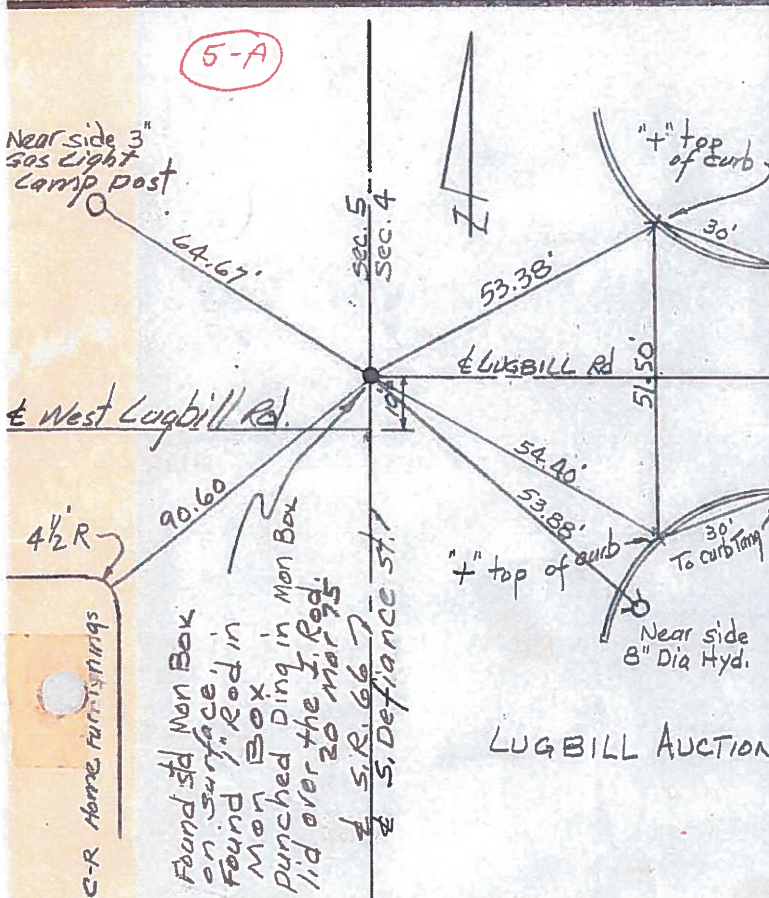 5-A
Near side 3"
Gas Light
Lamp Post
64.67'
Sec. 5
Sec. 4
"+" top
of curb
30'
53.38'
51.50'
℄ LUGBILL Rd
℄ West Lugbill Rd.
54.40'
53.88'
90.60
4½' R
"+" top of curb
30'
To curb Tang
Near side
8" Dia Hyd.
LUGBILL AUCTION
C-R Home Furnishings
Found std Mon Box
on surface,
Found 1" Rod in
Mon Box
Punched Ding in Mon Box
lid over the I. Rod.
20 Mar 75
℄ S.R. 66
℄ S. Defiance St.